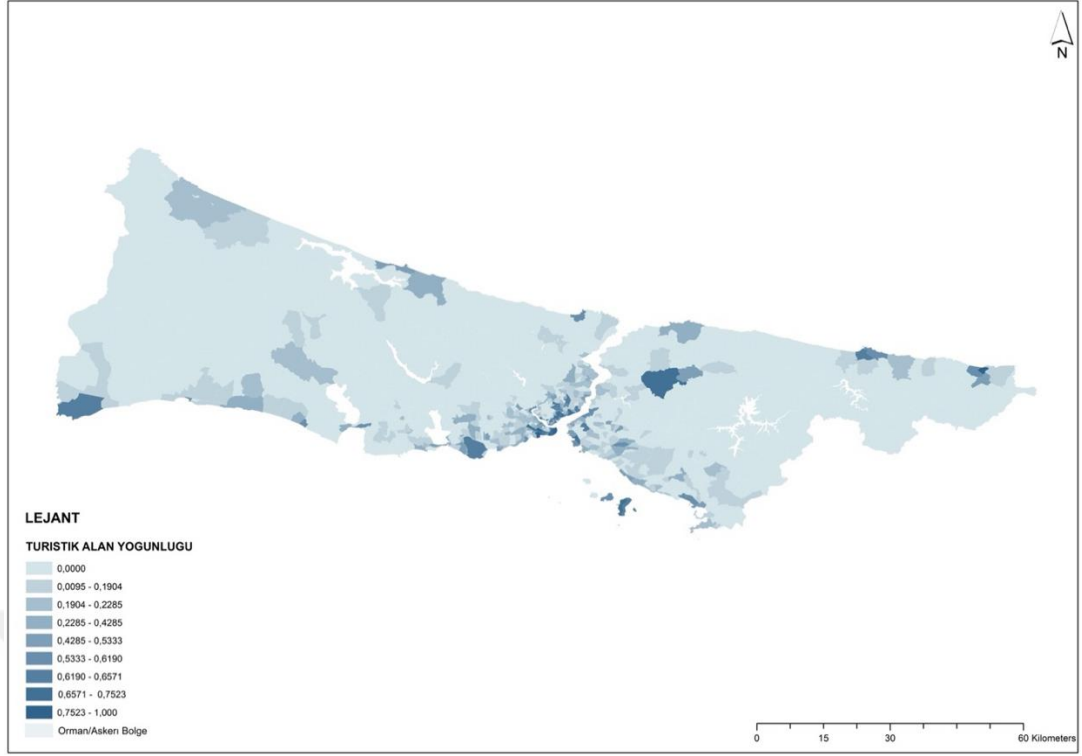 N
LEJANT
TURISTIK ALAN YOGUNLUGU
0,0000
0,0095 - 0,1904
0,1904 - 0,2285
0,2285 - 0,4285
0,4285 - 0,5333
0,5333 - 0,6190
0,6190 - 0,6571
0,6571 - 0,7523
0,7523 - 1,000
Orman/Askerı Bolge
0 15 30 60 Kilometers